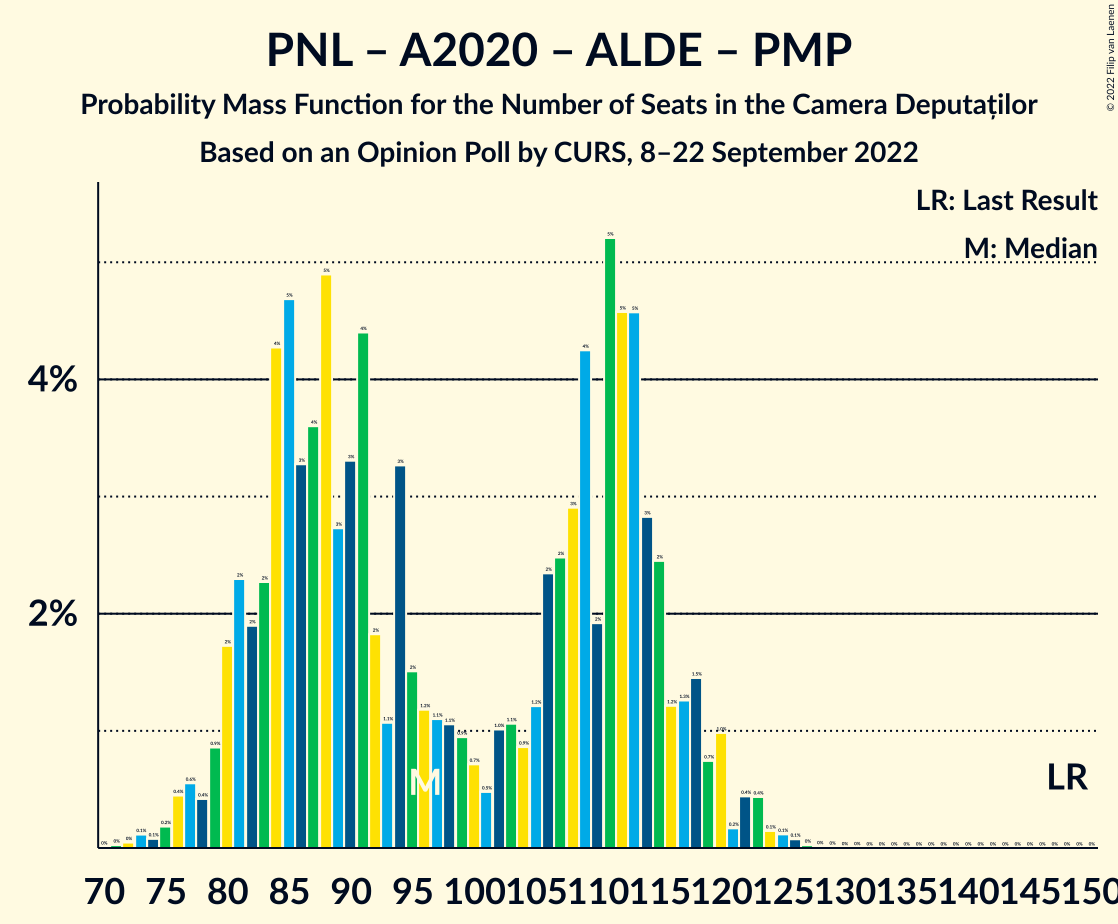 PNL – A2020 – ALDE – PMP
Probability Mass Function for the Number of Seats in the Camera Deputaților
Based on an Opinion Poll by CURS, 8–22 September 2022
© 2022 Filip van Laenen
LR: Last Result
M: Median
4%
2%
M
LR
70 75 80 85 90 95 100 105 110 115 120 125 130 135 140 145 150